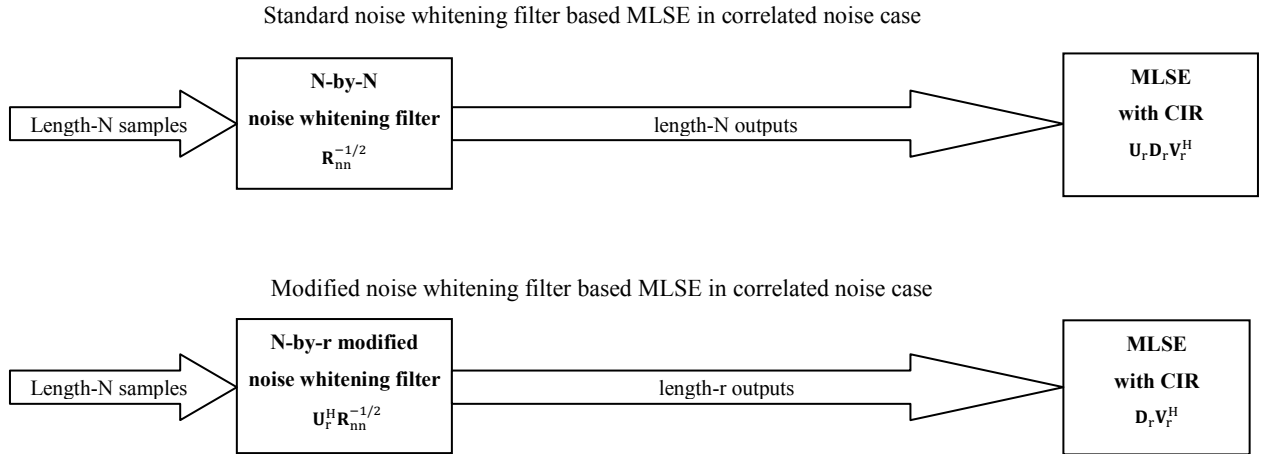 Standard noise whitening filter based MLSE in correlated noise case
Length-N samples
N-by-N
noise whitening filter
R_nn^{-1/2}
length-N outputs
MLSE
with CIR
U_r D_r V_r^H
Modified noise whitening filter based MLSE in correlated noise case
Length-N samples
N-by-r modified
noise whitening filter
U_r^H R_nn^{-1/2}
length-r outputs
MLSE
with CIR
D_r V_r^H